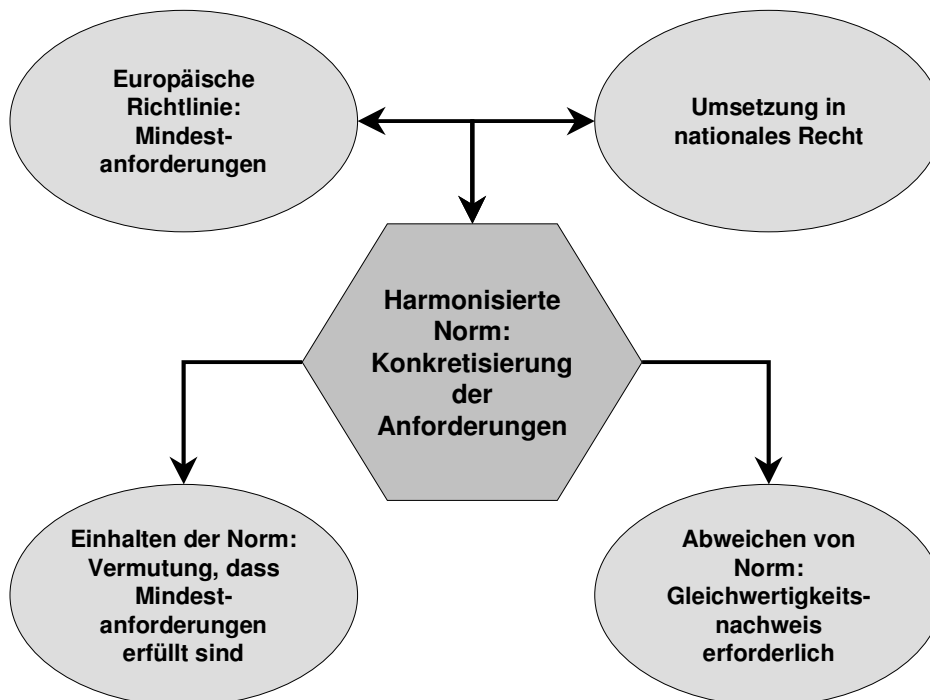 Europäische
Richtlinie:
Mindest-
anforderungen
Umsetzung in
nationales Recht
Harmonisierte
Norm:
Konkretisierung
der
Anforderungen
Einhalten der Norm:
Vermutung, dass
Mindest-
anforderungen
erfüllt sind
Abweichen von
Norm:
Gleichwertigkeits-
nachweis
erforderlich